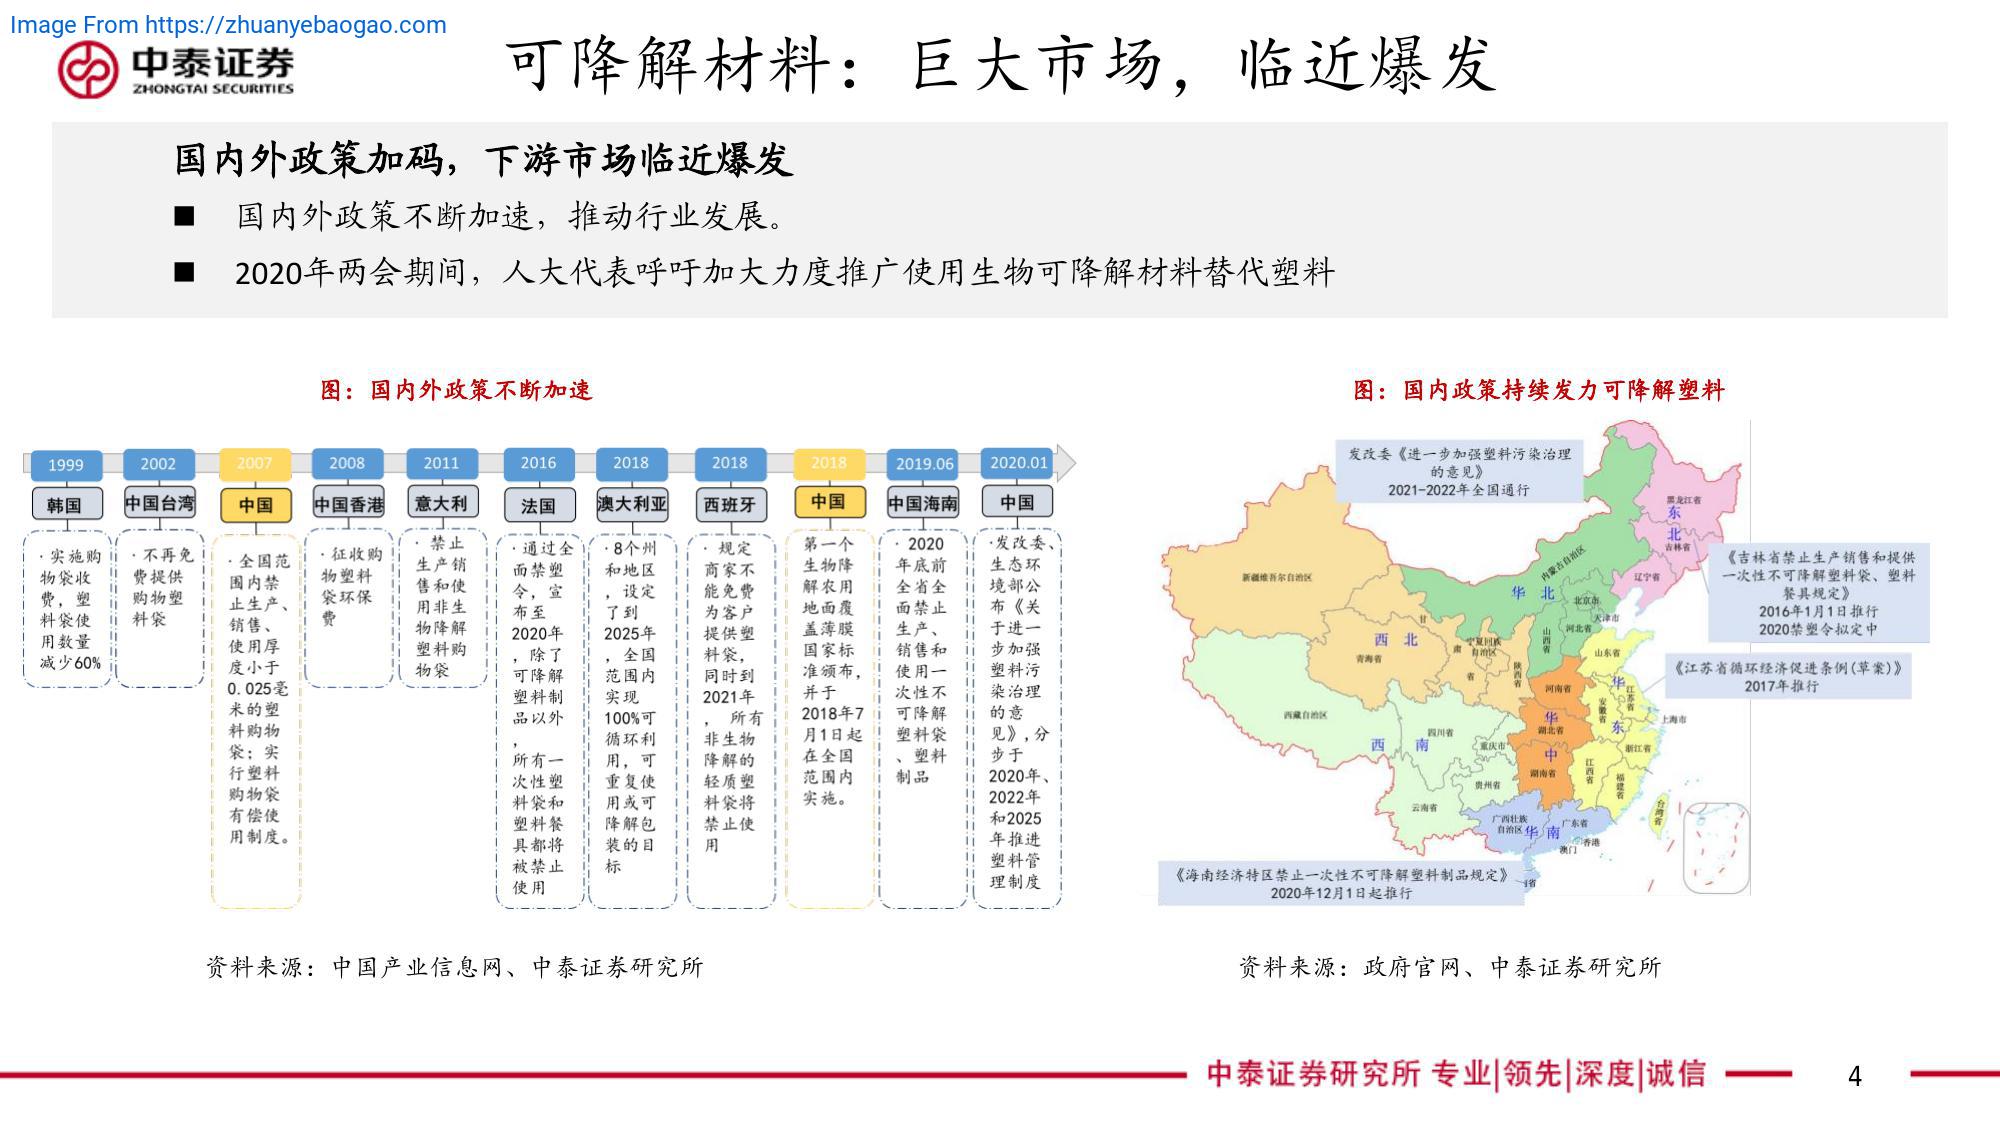 Image From https://zhuanyebaogao.com
中泰证券
ZHONGTAI SECURITIES
可降解材料：巨大市场，临近爆发
国内外政策加码，下游市场临近爆发
■ 国内外政策不断加速，推动行业发展。
■ 2020年两会期间，人大代表呼吁加大力度推广使用生物可降解材料替代塑料
图：国内外政策不断加速
1999
韩国
·实施购
物袋收
费，塑
料袋使
用数量
减少60%
2002
中国台湾
·不再免
费提供
购物塑
料袋
2007
中国
·全国范
围内禁
止生产、
销售、
使用厚
度小于
0.025毫
米的塑
料购物
袋；实
行塑料
购物袋
有偿使
用制度。
2008
中国香港
·征收购
物塑料
袋环保
费
2011
意大利
·禁止
生产销
售和使
用非生
物降解
塑料购
物袋
2016
法国
·通过全
面禁塑
令，宣
布至
2020年
，除了
可降解
塑料制
品以外
，
所有一
次性塑
料袋和
塑料餐
具都将
被禁止
使用
2018
澳大利亚
·8个州
和地区
，设定
了到
2025年
，全国
范围内
实现
100%可
循环利
用，可
重复使
用或可
降解包
装的目
标
2018
西班牙
·规定
商家不
能免费
为客户
提供塑
料袋，
同时到
2021年
，所有
非生物
降解的
轻质塑
料袋将
禁止使
用
2018
中国
第一个
生物降
解农用
地面覆
盖薄膜
国家标
准颁布，
并于
2018年7
月1日起
在全国
范围内
实施。
2019.06
中国海南
·2020
年底前
全省全
面禁止
生产、
销售和
使用一
次性不
可降解
塑料袋
、塑料
制品
2020.01
中国
·发改委、
生态环
境部公
布《关
于进一
步加强
塑料污
染治理
的意
见》,分
步于
2020年、
2022年
和2025
年推进
塑料管
理制度
资料来源：中国产业信息网、中泰证券研究所
图：国内政策持续发力可降解塑料
发改委《进一步加强塑料污染治理
的意见》
2021-2022年全国通行
《吉林省禁止生产销售和提供
一次性不可降解塑料袋、塑料
餐具规定》
2016年1月1日推行
2020禁塑令拟定中
《江苏省循环经济促进条例(草案)》
2017年推行
《海南经济特区禁止一次性不可降解塑料制品规定》
2020年12月1日起推行
黑龙江省
东
北
吉林省
辽宁省
内蒙古自治区
华 北
北京市
天津市
河北省
山西省
新疆维吾尔自治区
西 北
甘
肃
省
宁夏回族
自治区
青海省
陕西省
山东省
河南省
华
东
江苏省
安徽省
上海市
西藏自治区
西 南
四川省
重庆市
华
湖北省
中
湖南省
浙江省
江西省
福建省
贵州省
云南省
广西壮族
自治区
华 南
广东省
香港
澳门
台湾省
省
资料来源：政府官网、中泰证券研究所
中泰证券研究所 专业|领先|深度|诚信
4